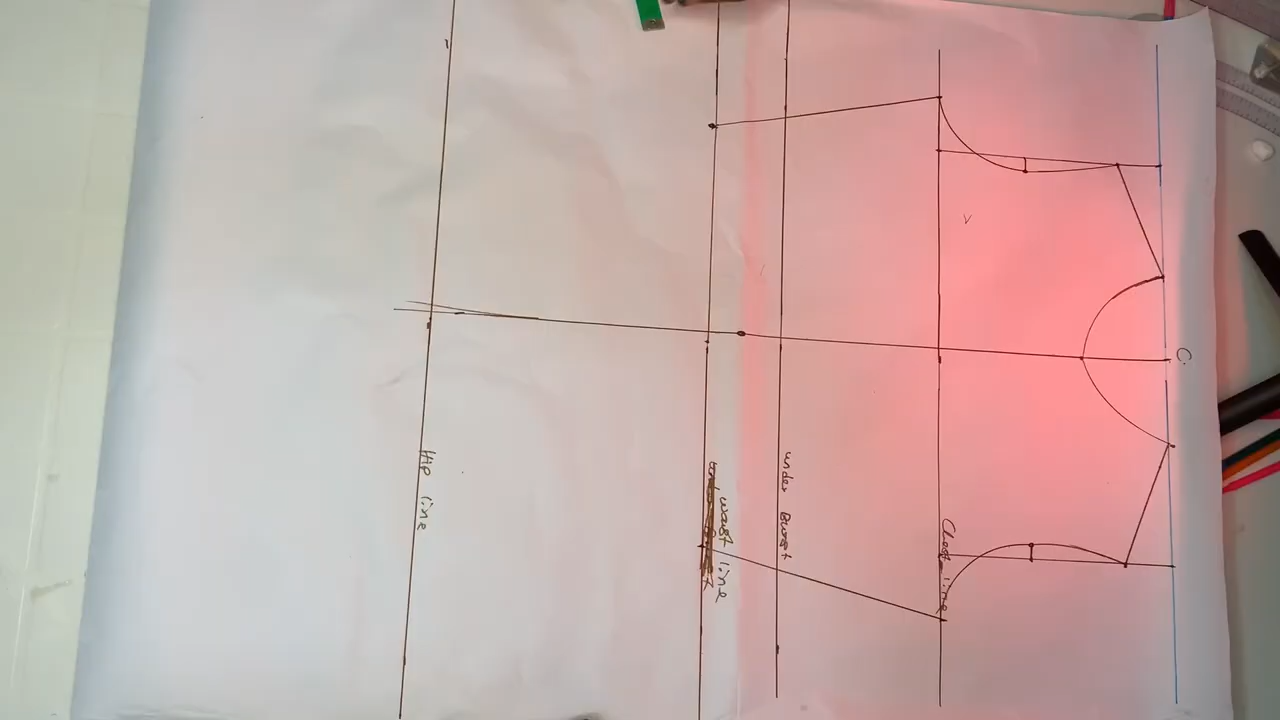 C.
Chest line
under Burst
waist line
Hip line